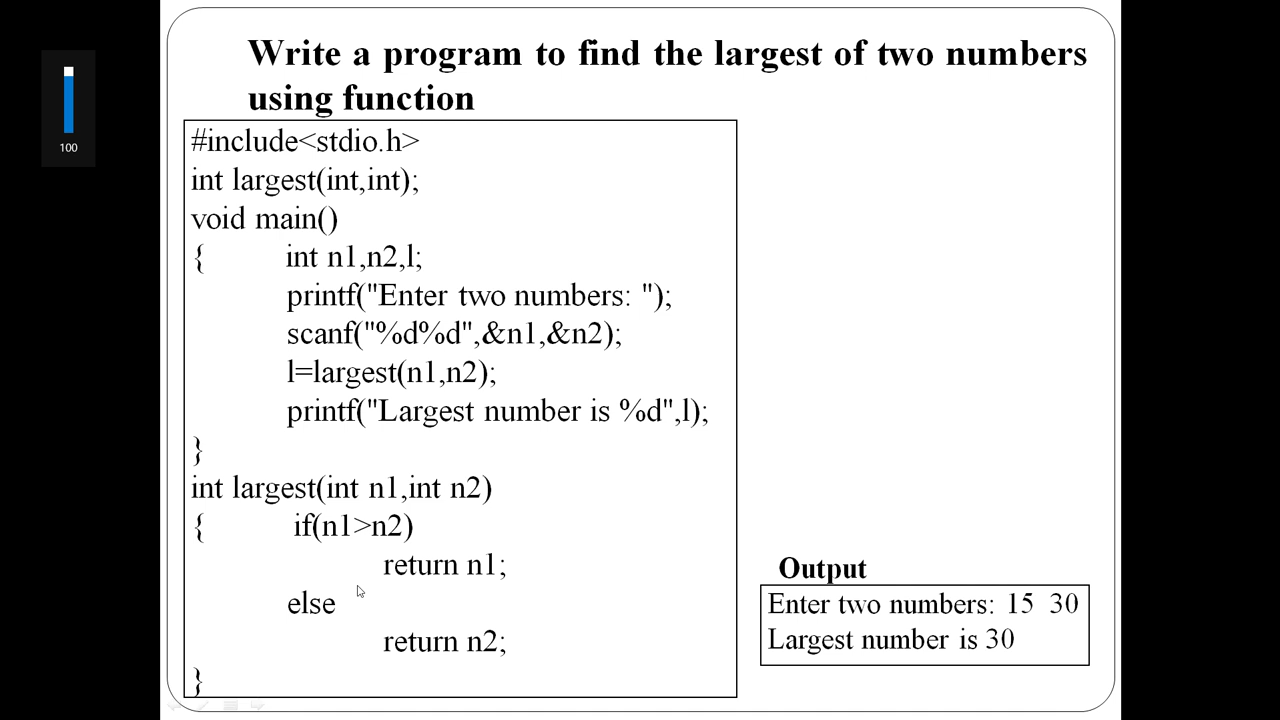 Write a program to find the largest of two numbers
using function
100
#include<stdio.h>
int largest(int,int);
void main()
{ int n1,n2,l;
printf("Enter two numbers: ");
scanf("%d%d",&n1,&n2);
l=largest(n1,n2);
printf("Largest number is %d",l);
}
int largest(int n1,int n2)
{ if(n1>n2)
return n1;
else
return n2;
}
Output
Enter two numbers: 15 30
Largest number is 30